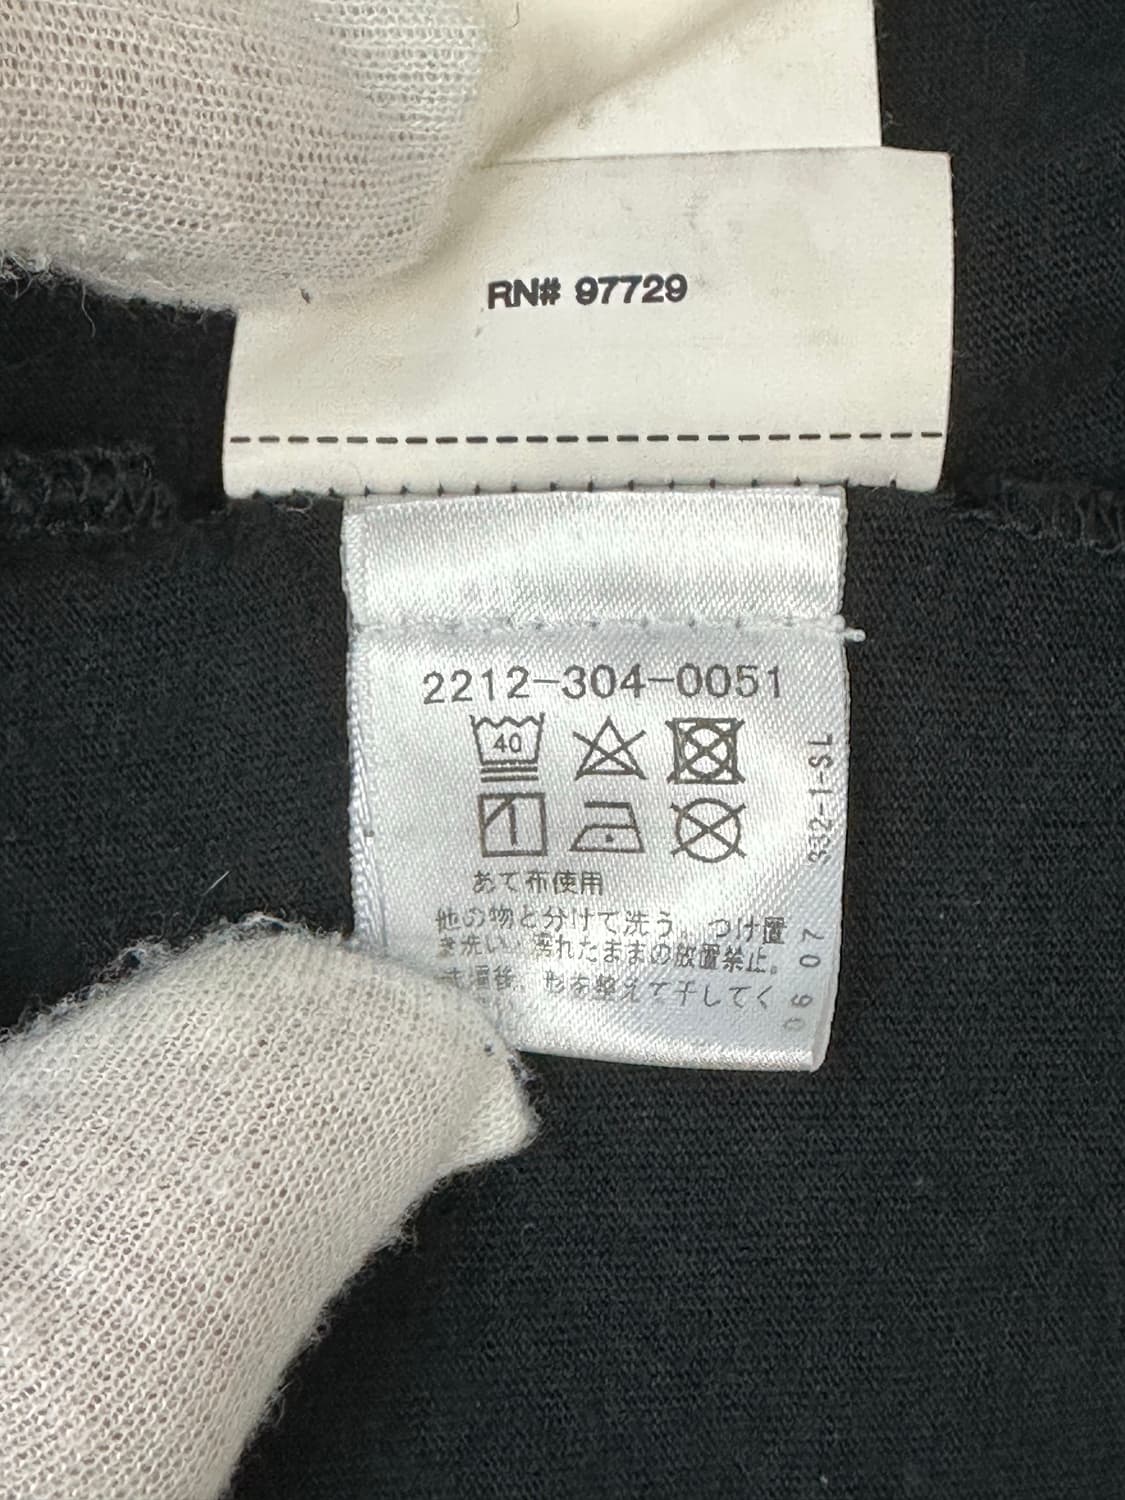 RN# 97729
2212-304-0051
40
あて布使用
他の物と分けて洗う。つけ置
き洗い、濡れたままの放置禁止。
後、形を整えて干してく
332-1-SL
06 07